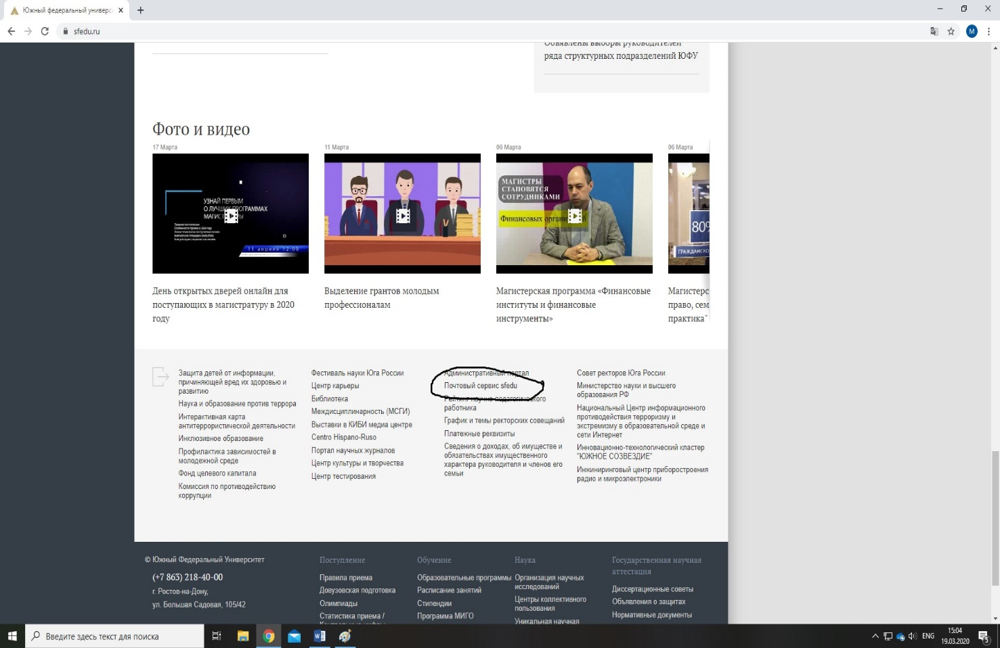 Южный федеральный универс
sfedu.ru
M
Объявлены выборы руководителей
ряда структурных подразделений ЮФУ
Фото и видео
17 Марта
УЗНАЙ ПЕРВЫМ
О ЛУЧШИХ ПРОГРАММАХ
11 апреля 12:00
День открытых дверей онлайн для
поступающих в магистратуру в 2020
году
11 Марта
Выделение грантов молодым
профессионалам
06 Марта
МАГИСТРЫ
СТАНОВЯТСЯ
СОТРУДНИКАМИ
Финансовых
Магистерская программа «Финансовые
институты и финансовые
инструменты»
06 Марта
80%
ГРАЖДАНСКО
Магистерс
право, сем
практика"
Защита детей от информации,
причиняющей вред их здоровью и
развитию
Наука и образование против террора
Интерактивная карта
антитеррористической деятельности
Инклюзивное образование
Профилактика зависимостей в
молодежной среде
Фонд целевого капитала
Комиссия по противодействию
коррупции
Фестиваль науки Юга России
Центр карьеры
Библиотека
Междисциплинарность (МСГИ)
Выставки в КИБИ медиа центре
Centro Hispano-Ruso
Портал научных журналов
Центр культуры и творчества
Центр тестирования
Административный портал
Почтовый сервис sfedu
Рейтинг научно-педагогического
работника
График и темы ректорских совещаний
Платежные реквизиты
Сведения о доходах, об имуществе и
обязательствах имущественного
характера руководителя и членов его
семьи
Совет ректоров Юга России
Министерство науки и высшего
образования РФ
Национальный Центр информационного
противодействия терроризму и
экстремизму в образовательной среде и
сети Интернет
Инновационно-технологический кластер
"ЮЖНОЕ СОЗВЕЗДИЕ"
Инжиниринговый центр приборостроения
радио и микроэлектроники
© Южный Федеральный Университет
(+7 863) 218-40-00
г. Ростов-на-Дону,
ул. Большая Садовая, 105/42
Поступление
Правила приема
Довузовская подготовка
Олимпиады
Статистика приема /
Контрольные цифры
Обучение
Образовательные программы
Расписание занятий
Стипендии
Программа МИГО
Наука
Организация научных
исследований
Центры коллективного
пользования
Уникальная научная
Государственная научная
аттестация
Диссертационные советы
Объявления о защитах
Нормативные документы
Введите здесь текст для поиска
ENG
15:04
19.03.2020
5